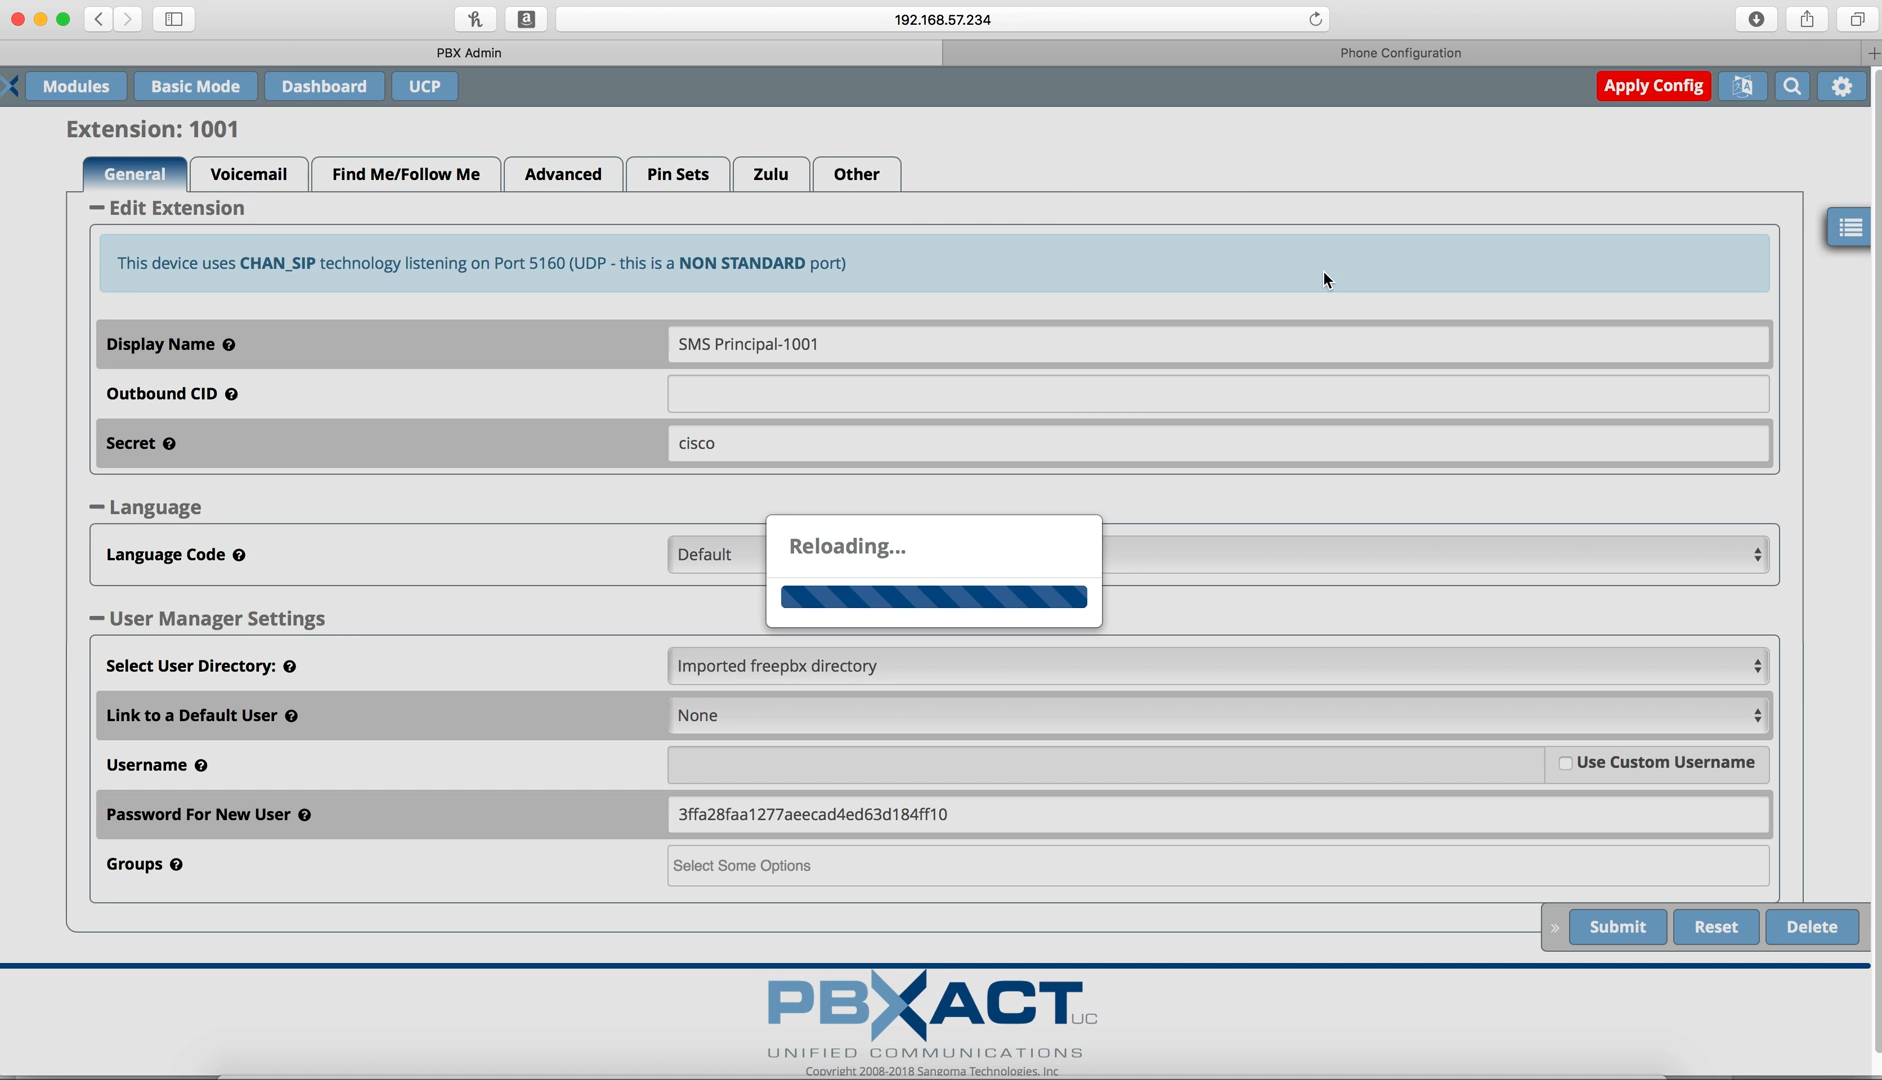 192.168.57.234
PBX Admin
Phone Configuration
Modules
Basic Mode
Dashboard
UCP
Apply Config
Extension: 1001
General
Voicemail
Find Me/Follow Me
Advanced
Pin Sets
Zulu
Other
Edit Extension
This device uses CHAN_SIP technology listening on Port 5160 (UDP - this is a NON STANDARD port)
Display Name
SMS Principal-1001
Outbound CID
Secret
cisco
Language
Language Code
Default
Reloading...
User Manager Settings
Select User Directory:
Imported freepbx directory
Link to a Default User
None
Username
Use Custom Username
Password For New User
3ffa28faa1277aeecad4ed63d184ff10
Groups
Select Some Options
» Submit
Reset
Delete
PBXACT UC
UNIFIED COMMUNICATIONS
Copyright 2008-2018 Sangoma Technologies, Inc